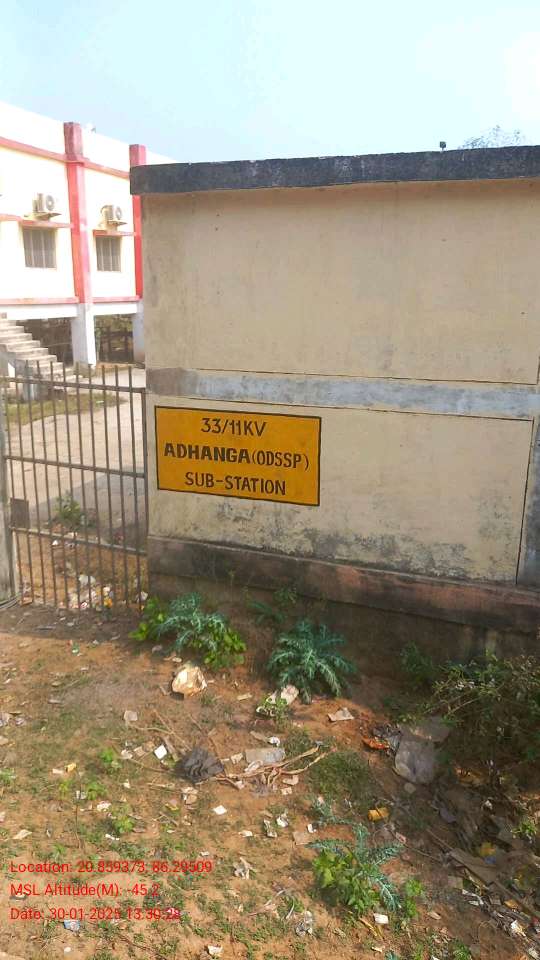 33/11KV
ADHANGA(ODSSP)
SUB-STATION
Location: 20.859373 86.29509
MSL Altitude(M): -45.2
Date: 30-01-2025 13:30:28